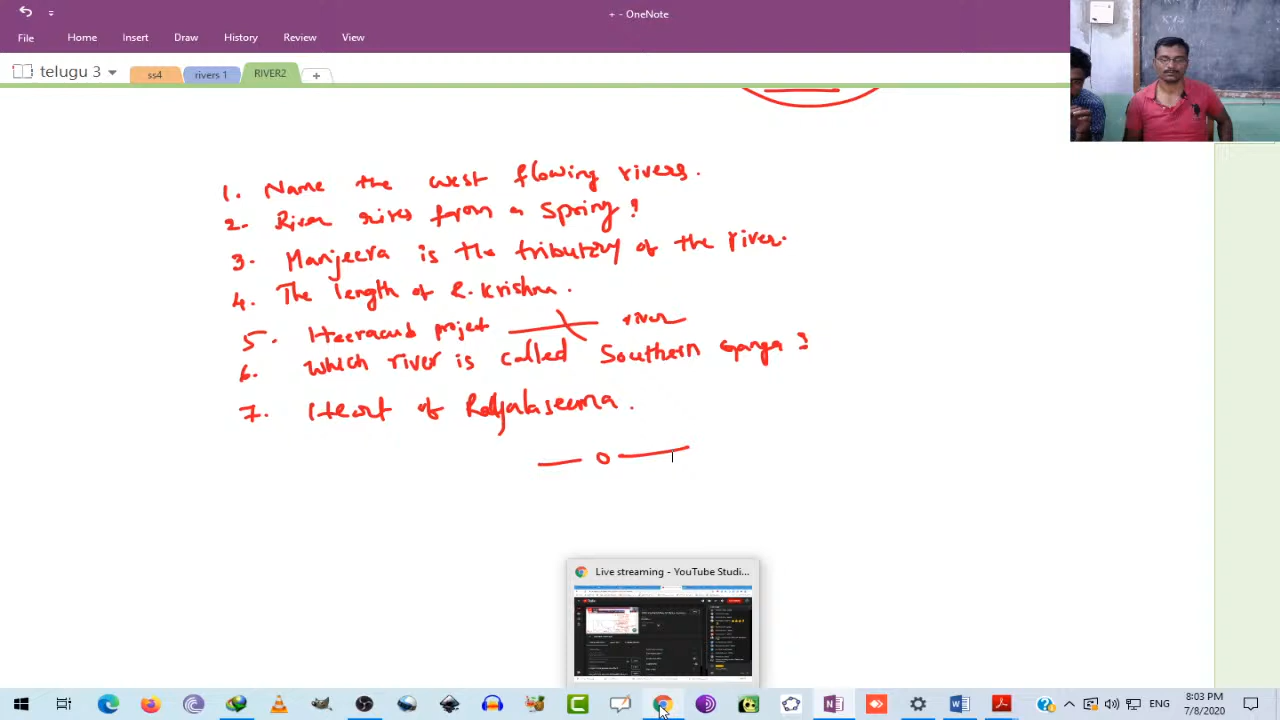 + - OneNote
File Home Insert Draw History Review View
telugu 3 ss4 rivers 1 RIVER2 +
1. Name the west flowing rivers.
2. River rises from a Spring?
3. Manjeera is the tributory of the river.
4. The length of R. Krishna.
5. Heeracud project river
6. Which river is called Southern Ganga?
7. Heart of Rayalaseema.
— o —
Live streaming - YouTube Studi...
ENG
8:03 PM
7/8/2020